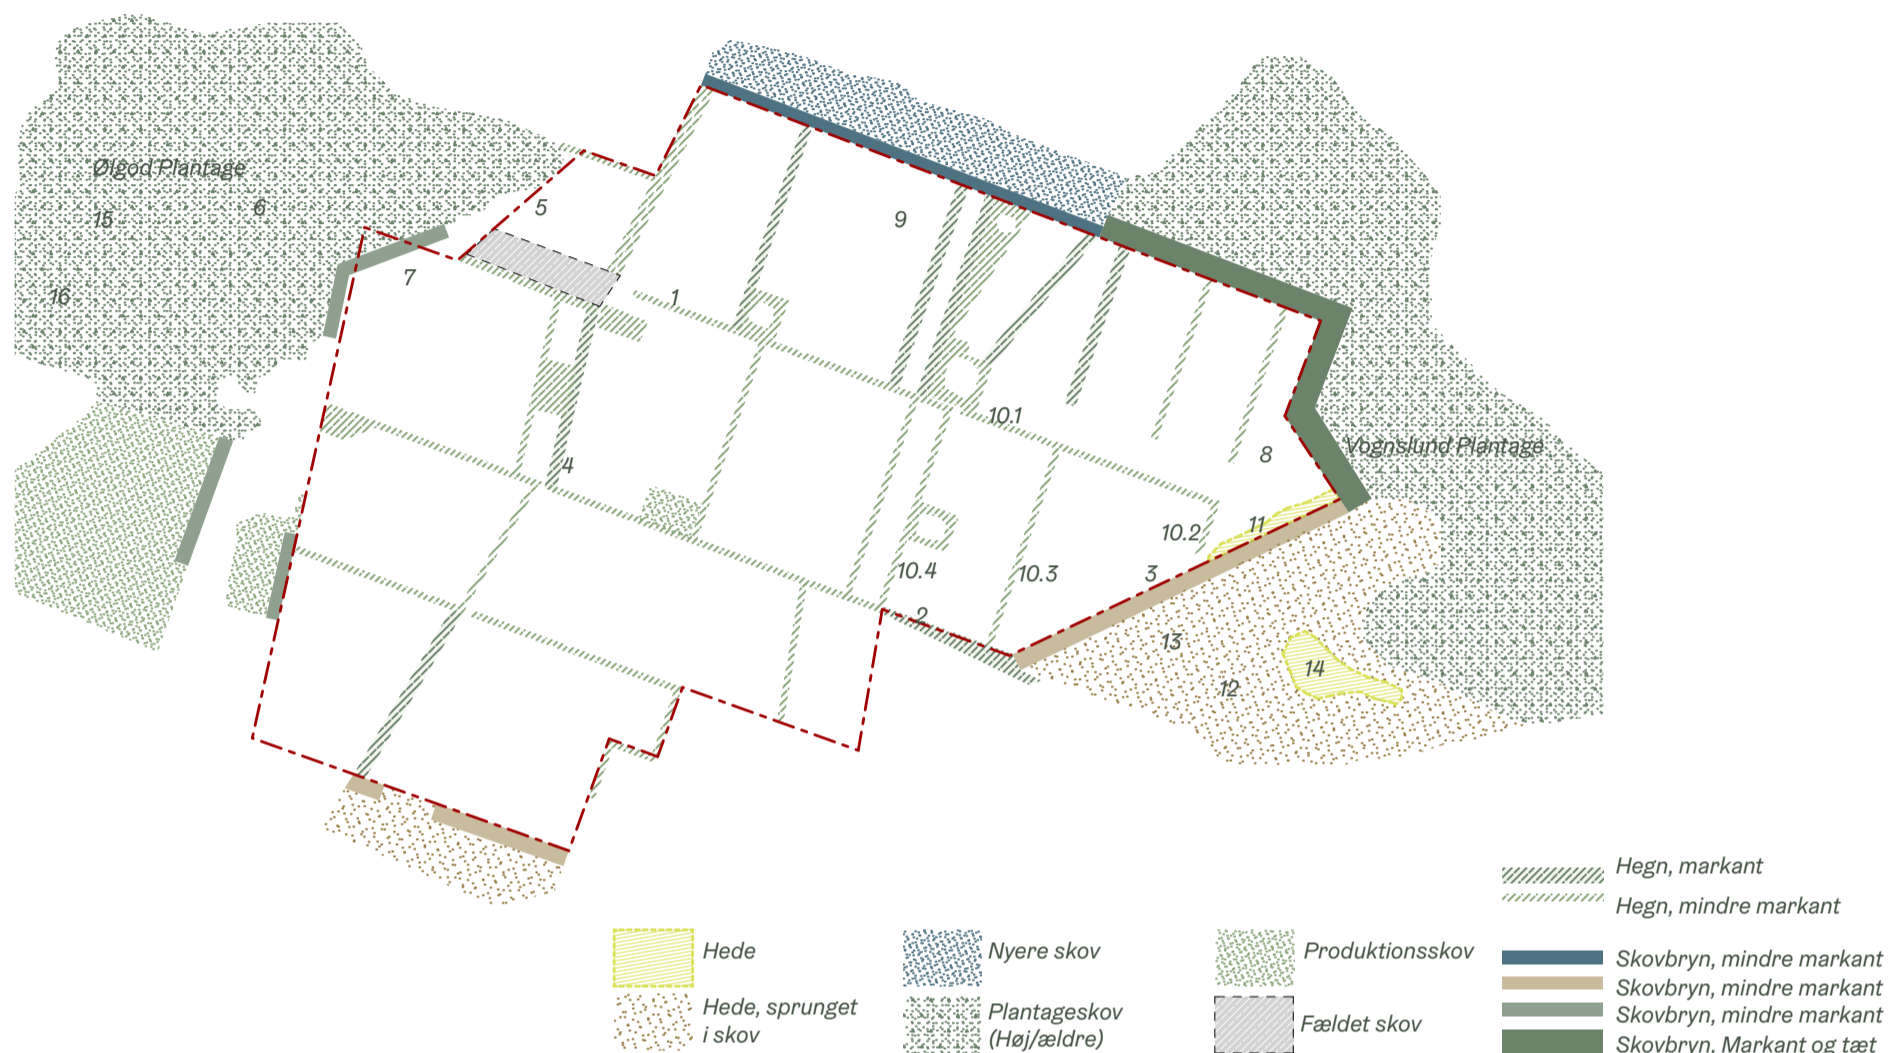 Ølgod Plantage
15
6
5
9
7
16
1
10.1
8
Vognslund Plantage
4
11
10.2
10.4
10.3
3
2
13
14
12
Hede
Hede, sprunget
i skov
Nyere skov
Plantageskov
(Høj/ældre)
Produktionsskov
Fældet skov
Hegn, markant
Hegn, mindre markant
Skovbryn, mindre markant
Skovbryn, mindre markant
Skovbryn, mindre markant
Skovbryn, Markant og tæt